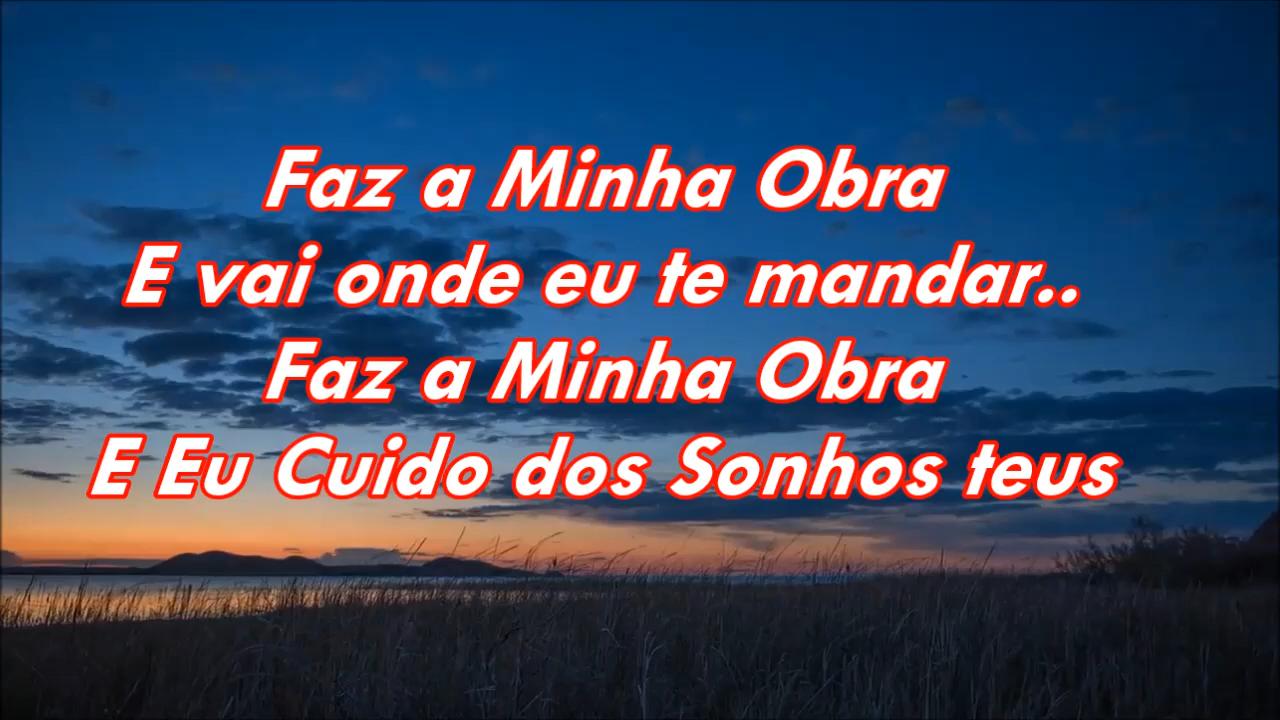 Faz a Minha Obra
E vai onde eu te mandar..
Faz a Minha Obra
E Eu Cuido dos Sonhos teus